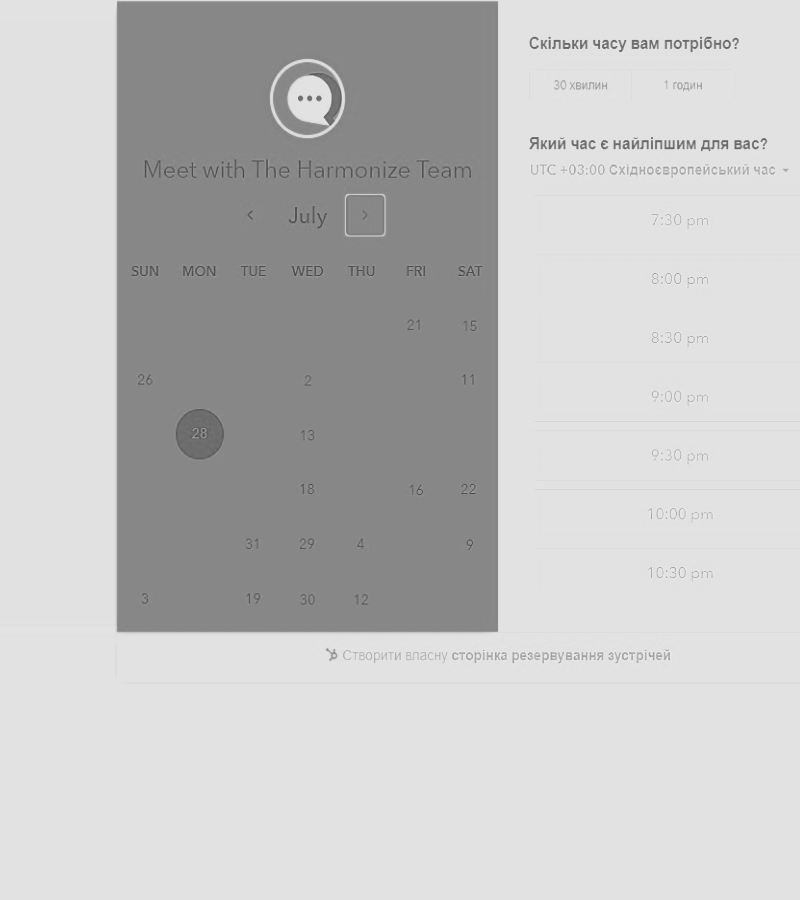 Meet with The Harmonize Team
July
SUN MON TUE WED THU FRI SAT
21 15
26 2 11
28 13
18 16 22
31 29 4 9
3 19 30 12
Скільки часу вам потрібно?
30 хвилин 1 годин
Який час є найліпшим для вас?
UTC +03:00 Східноєвропейський час
7:30 pm
8:00 pm
8:30 pm
9:00 pm
9:30 pm
10:00 pm
10:30 pm
Створити власну сторінка резервування зустрічей